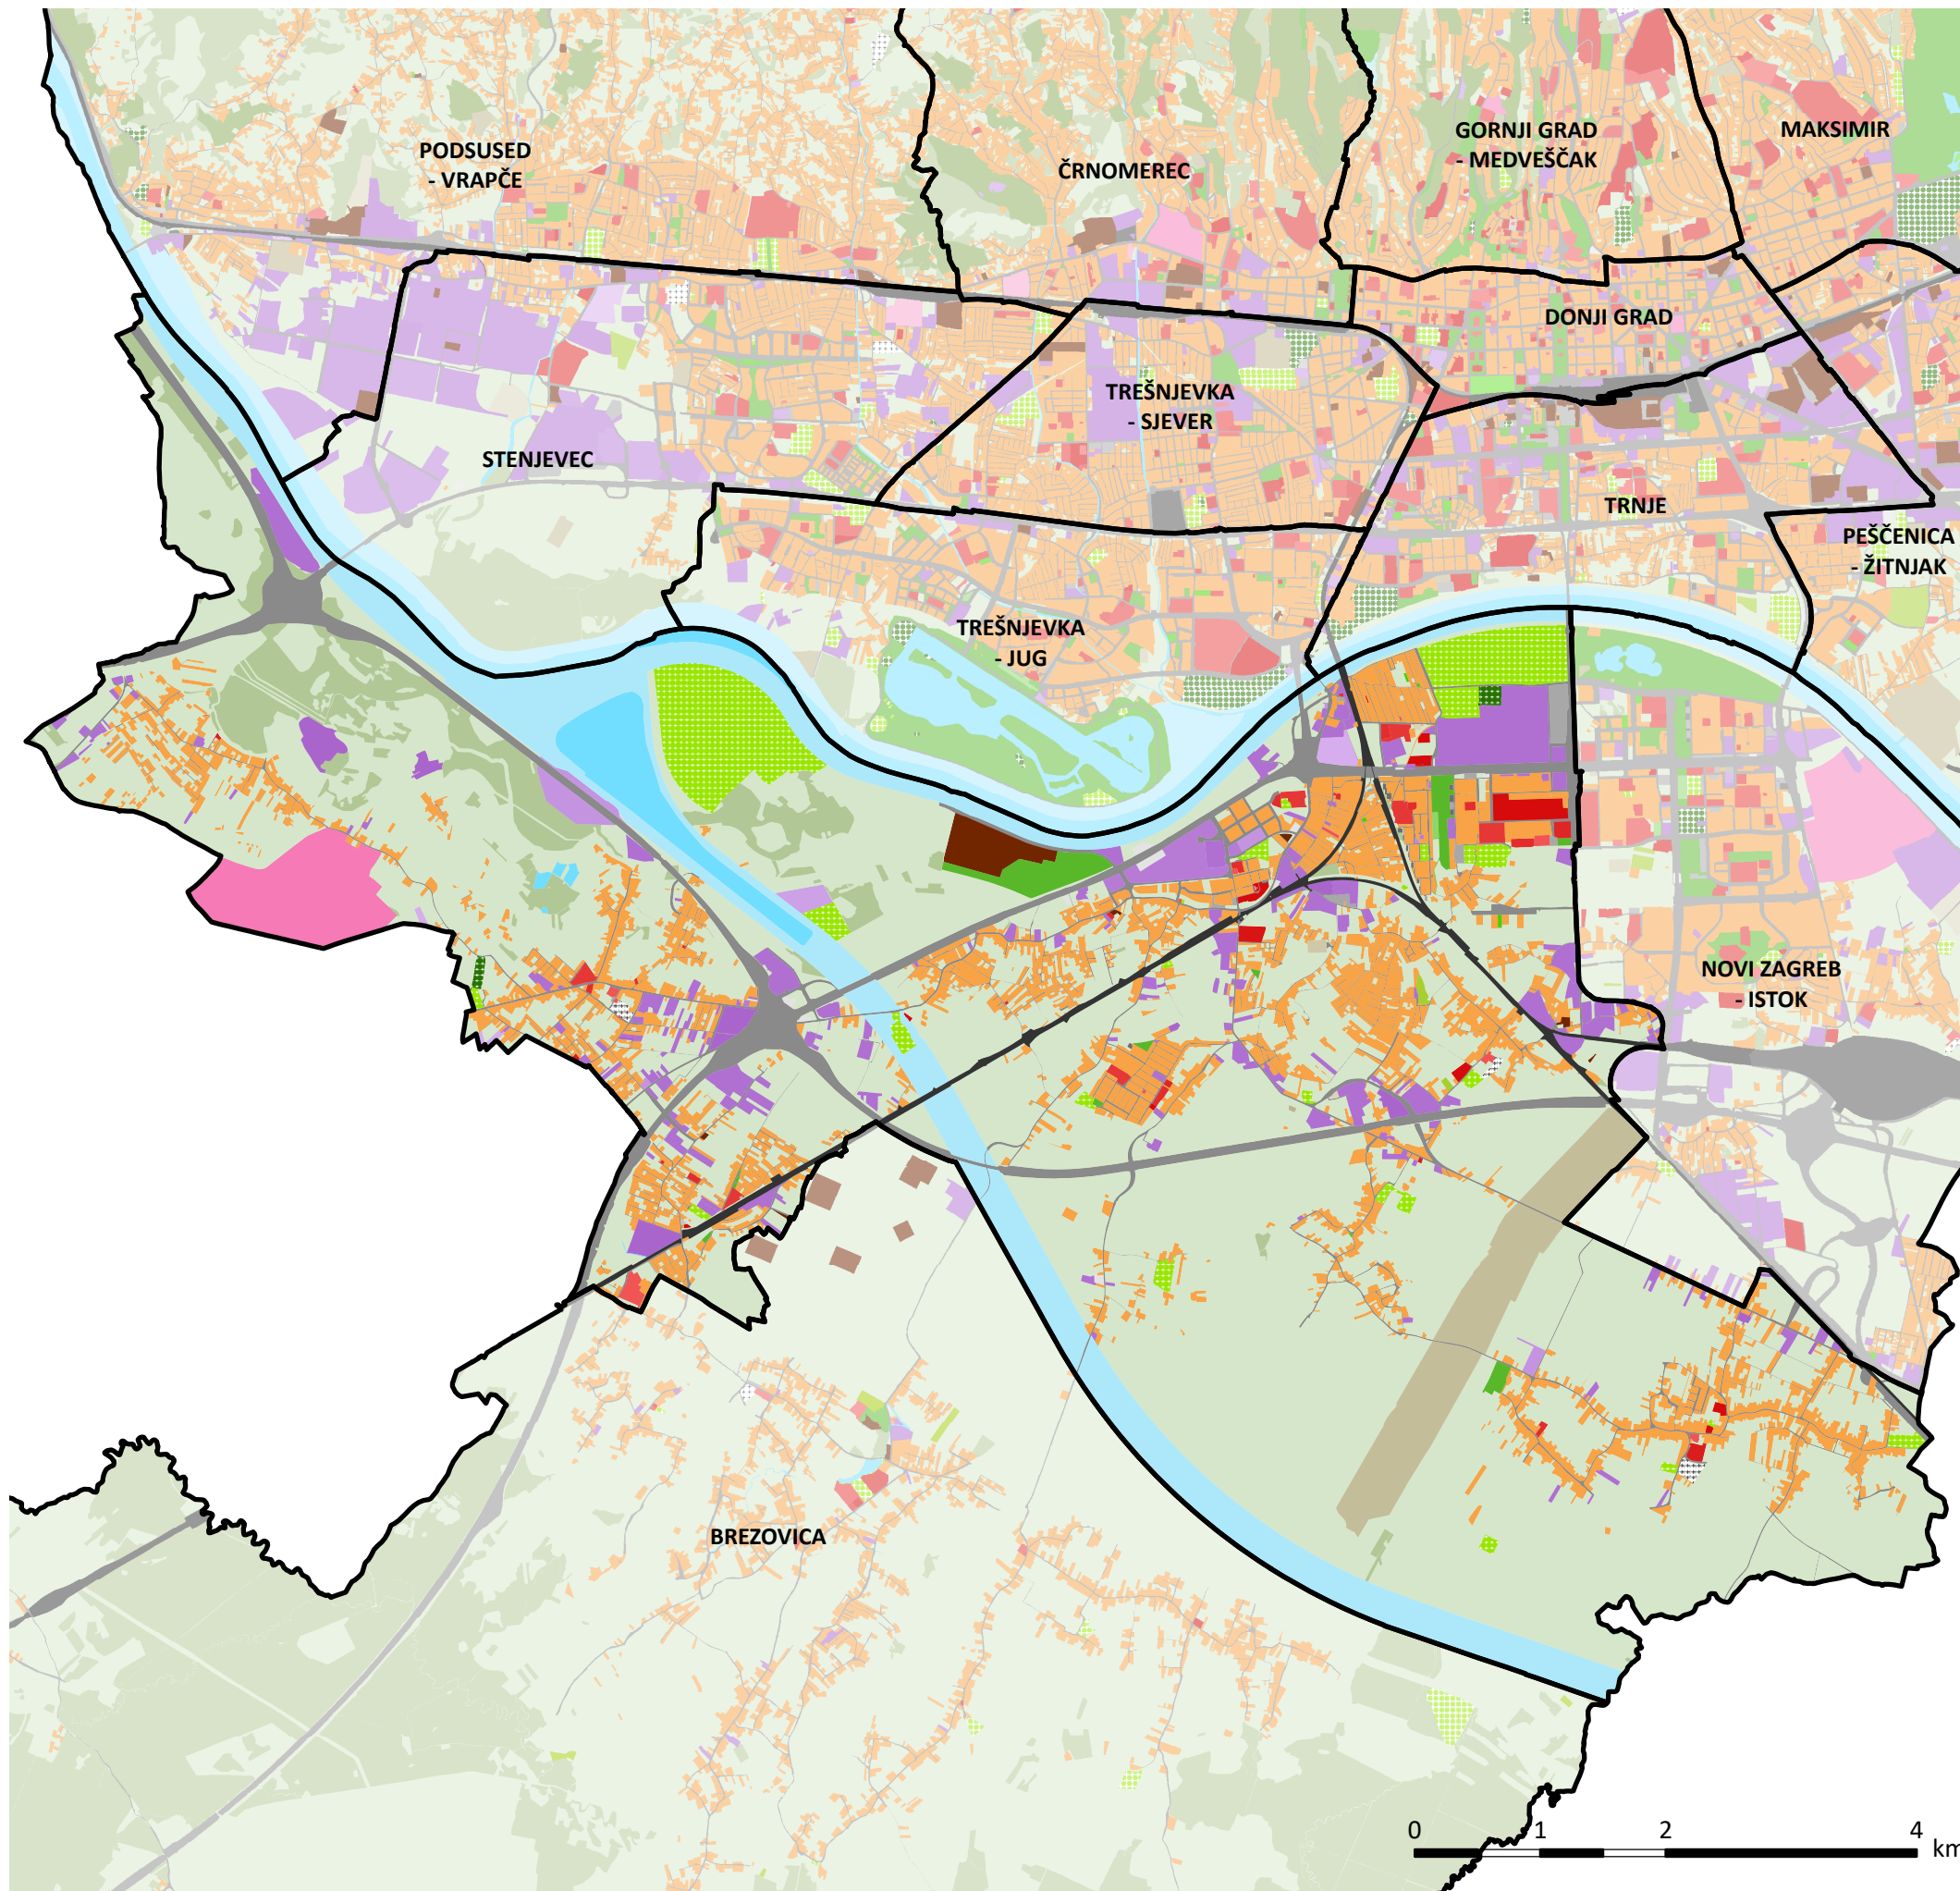 PODSUSED
- VRAPČE
ČRNOMEREC
GORNJI GRAD
- MEDVEŠČAK
MAKSIMIR
DONJI GRAD
TREŠNJEVKA
- SJEVER
STENJEVEC
TRNJE
PEŠČENICA
- ŽITNJAK
TREŠNJEVKA
- JUG
NOVI ZAGREB
- ISTOK
BREZOVICA
0 1 2 4
km